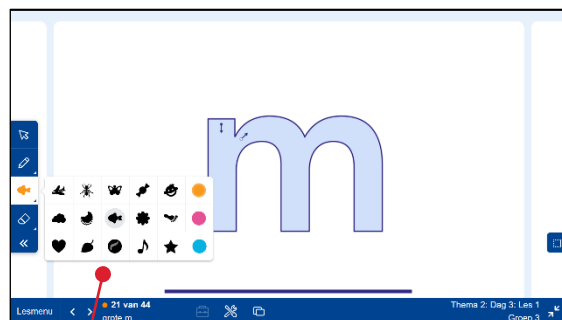 m
Lesmenu
21 van 44
grote m
Thema 2: Dag 3: Les 1
Groep 3